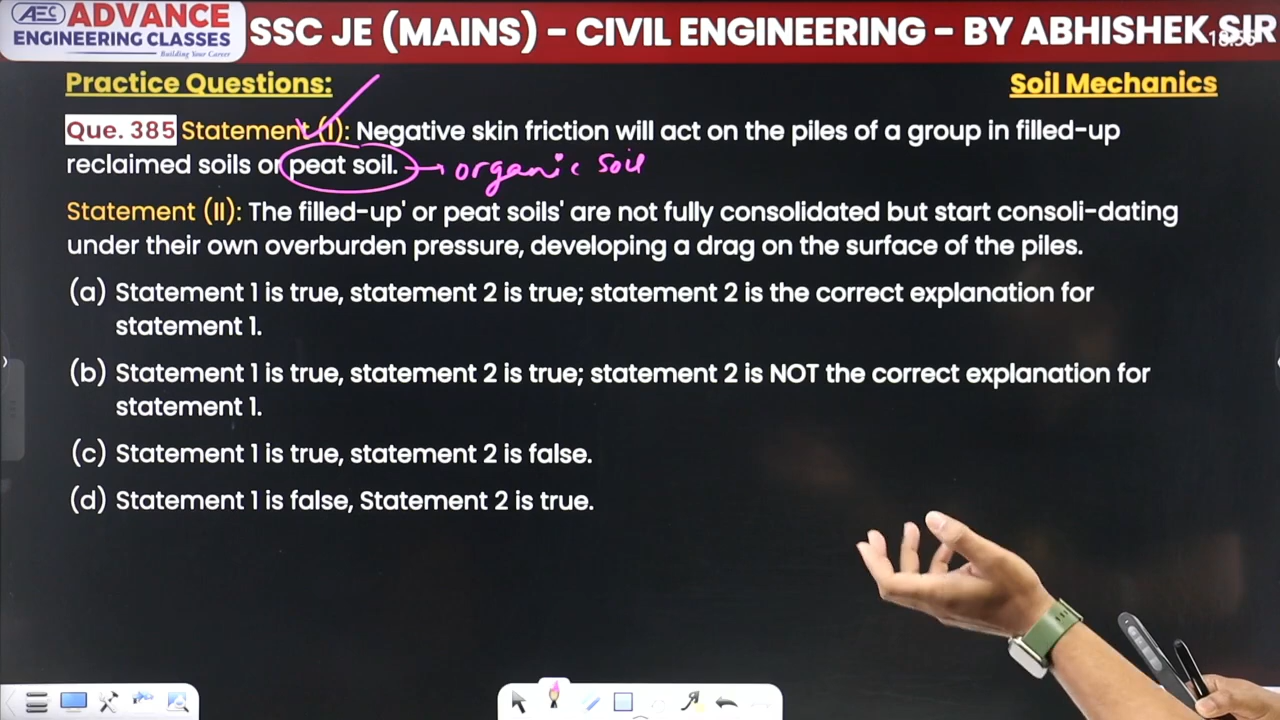 AEC ADVANCE
ENGINEERING CLASSES
Building Your Career
SSC JE (MAINS) - CIVIL ENGINEERING - BY ABHISHEK SIR
Practice Questions:
Soil Mechanics
Que. 385 Statement (I): Negative skin friction will act on the piles of a group in filled-up
reclaimed soils or peat soil. → organic soil
Statement (II): The filled-up' or peat soils' are not fully consolidated but start consoli-dating
under their own overburden pressure, developing a drag on the surface of the piles.
(a) Statement 1 is true, statement 2 is true; statement 2 is the correct explanation for
statement 1.
(b) Statement 1 is true, statement 2 is true; statement 2 is NOT the correct explanation for
statement 1.
(c) Statement 1 is true, statement 2 is false.
(d) Statement 1 is false, Statement 2 is true.